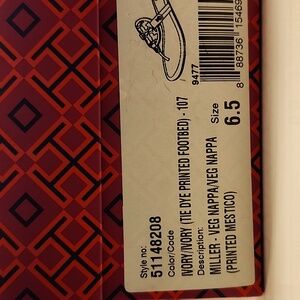 Style no:
51148208
Color/Code
IVORY/IVORY (TIE DYE PRINTED FOOTBED) - 107
Description:
MILLER - VEG NAPPA/VEG NAPPA
(PRINTED MESTICO)
Size
6.5
9477
8 88736 15469